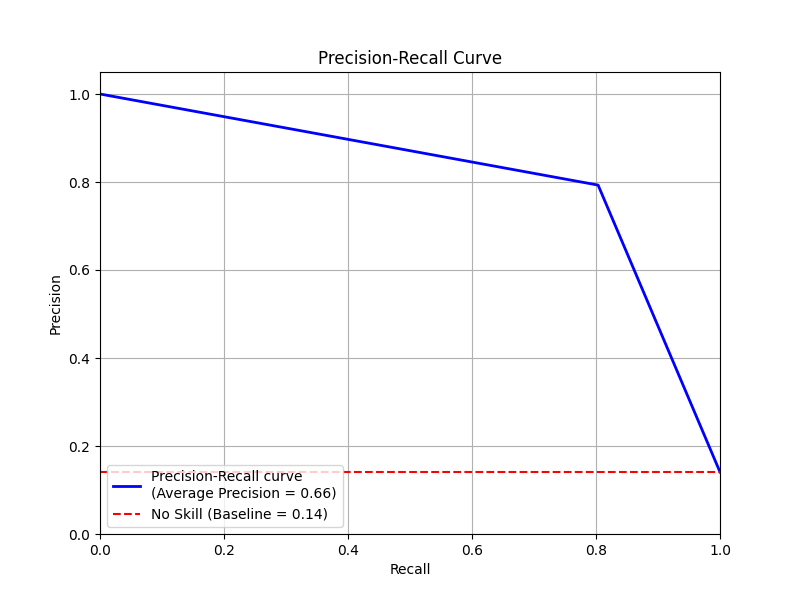 Precision-Recall Curve
1.0
0.8
0.6
0.4
0.2
0.0
Precision
Precision-Recall curve
(Average Precision = 0.66)
No Skill (Baseline = 0.14)
0.0 0.2 0.4 0.6 0.8 1.0
Recall